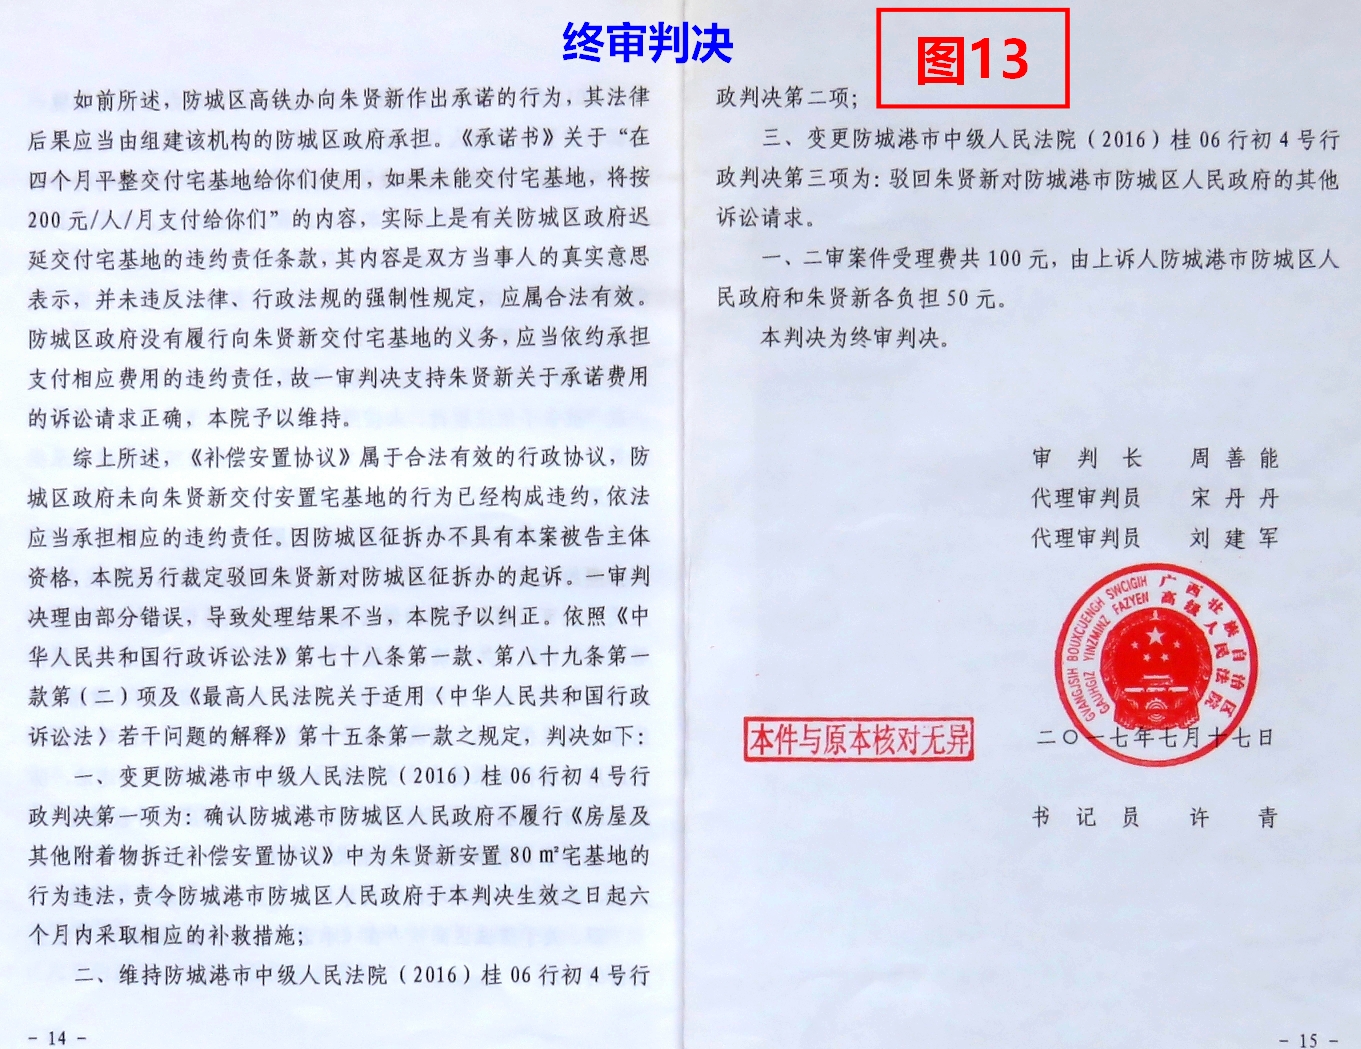 终审判决
图13
如前所述，防城区高铁办向朱贤新作出承诺的行为，其法律
后果应当由组建该机构的防城区政府承担。《承诺书》关于“在
四个月平整交付宅基地给你们使用，如果未能交付宅基地，将按
200元/人/月支付给你们”的内容，实际上是有关防城区政府迟
延交付宅基地的违约责任条款，其内容是双方当事人的真实意思
表示，并未违反法律、行政法规的强制性规定，应属合法有效。
防城区政府没有履行向朱贤新交付宅基地的义务，应当依约承担
支付相应费用的违约责任，故一审判决支持朱贤新关于承诺费用
的诉讼请求正确，本院予以维持。
综上所述，《补偿安置协议》属于合法有效的行政协议，防
城区政府未向朱贤新交付安置宅基地的行为已经构成违约，依法
应当承担相应的违约责任。因防城区征拆办不具有本案被告主体
资格，本院另行裁定驳回朱贤新对防城区征拆办的起诉。一审判
决理由部分错误，导致处理结果不当，本院予以纠正。依照《中
华人民共和国行政诉讼法》第七十八条第一款、第八十九条第一
款第（二）项及《最高人民法院关于适用〈中华人民共和国行政
诉讼法〉若干问题的解释》第十五条第一款之规定，判决如下：
一、变更防城港市中级人民法院（2016）桂06行初4号行
政判决第一项为：确认防城港市防城区人民政府不履行《房屋及
其他附着物拆迁补偿安置协议》中为朱贤新安置80㎡宅基地的
行为违法，责令防城港市防城区人民政府于本判决生效之日起六
个月内采取相应的补救措施；
二、维持防城港市中级人民法院（2016）桂06行初4号行
- 14 -
政判决第二项；
三、变更防城港市中级人民法院（2016）桂06行初4号行
政判决第三项为：驳回朱贤新对防城港市防城区人民政府的其他
诉讼请求。
一、二审案件受理费共100元，由上诉人防城港市防城区人
民政府和朱贤新各负担50元。
本判决为终审判决。
审判长 周善能
代理审判员 宋丹丹
代理审判员 刘建军
GVANGJSIH BOUXCUENGH SWCIGIH
GAUHGIZ YINZMINZ FAZYEN
广西壮族自治区
高级人民法院
本件与原本核对无异
二〇一七年七月十七日
书记员 许青
- 15 -